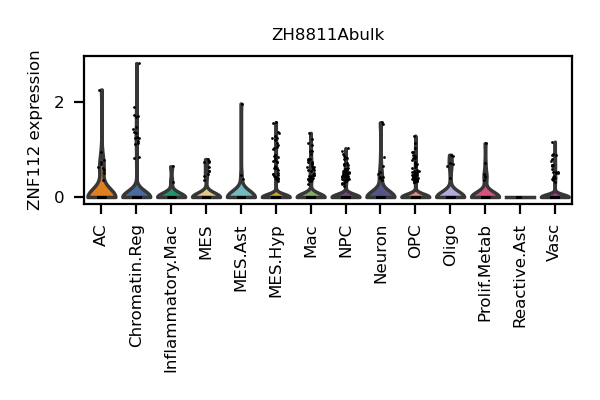 ZH8811Abulk
ZNF112 expression
2
0
AC
Chromatin.Reg
Inflammatory.Mac
MES
MES.Ast
MES.Hyp
Mac
NPC
Neuron
OPC
Oligo
Prolif.Metab
Reactive.Ast
Vasc